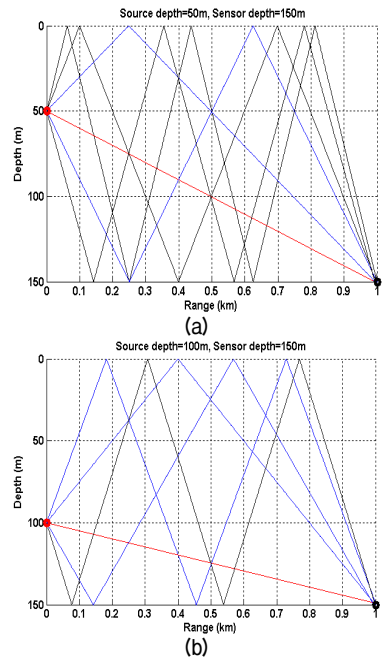 Source depth=50m, Sensor depth=150m
0
50
100
150
Depth (m)
0 0.1 0.2 0.3 0.4 0.5 0.6 0.7 0.8 0.9 1
Range (km)
(a)
Source depth=100m, Sensor depth=150m
0
50
100
150
Depth (m)
0 0.1 0.2 0.3 0.4 0.5 0.6 0.7 0.8 0.9 1
Range (km)
(b)